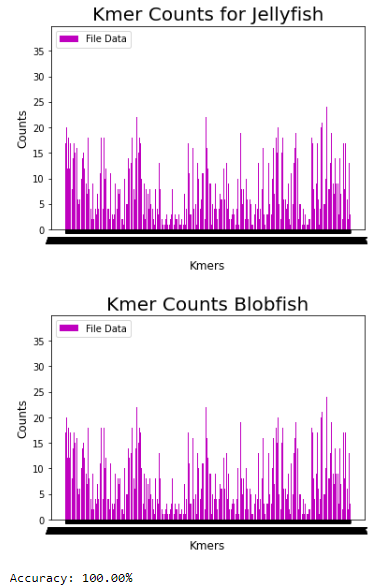 Kmer Counts for Jellyfish
File Data
35
30
25
20
15
10
5
0
Counts
Kmers
Kmer Counts Blobfish
File Data
35
30
25
20
15
10
5
0
Counts
Kmers
Accuracy: 100.00%